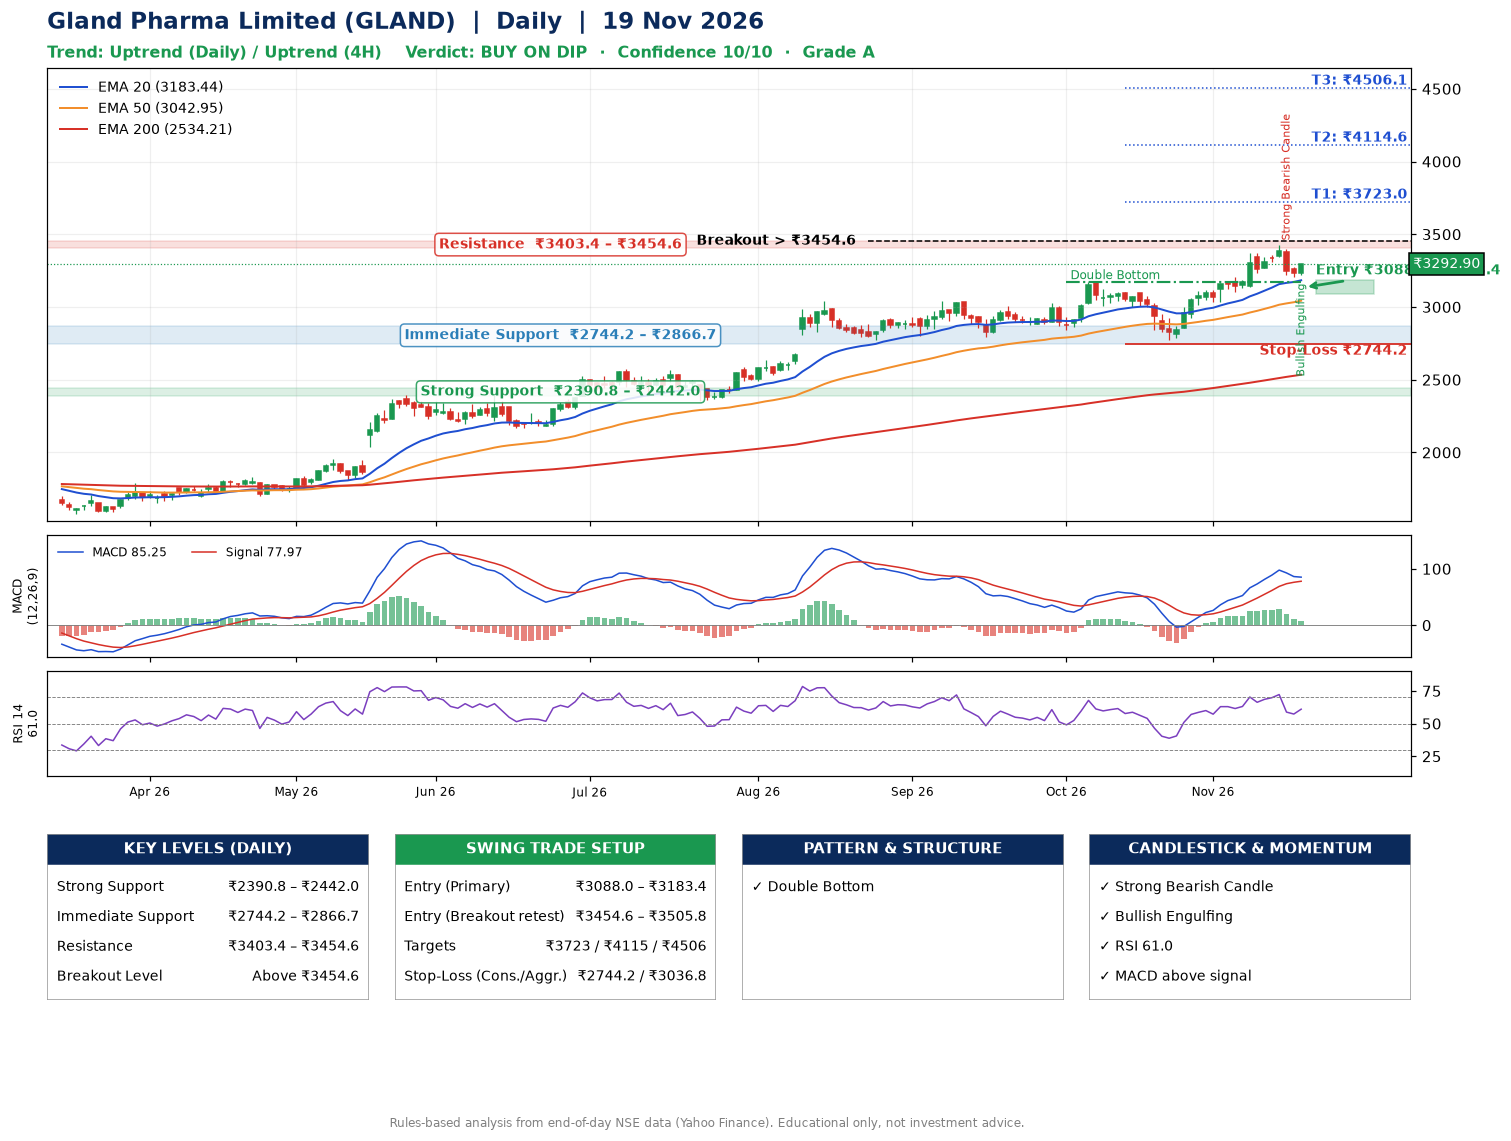 Gland Pharma Limited (GLAND)  |  Daily  |  19 Nov 2026
Trend: Uptrend (Daily) / Uptrend (4H)    Verdict: BUY ON DIP  ·  Confidence 10/10  ·  Grade A
EMA 20 (3183.44)
EMA 50 (3042.95)
EMA 200 (2534.21)
T3: ₹4506.1
T2: ₹4114.6
T1: ₹3723.0
Strong Bearish Candle
Resistance  ₹3403.4 – ₹3454.6
Breakout > ₹3454.6
Double Bottom
Entry ₹3088
.4
₹3292.90
Immediate Support  ₹2744.2 – ₹2866.7
Bullish Engulfing
Stop-Loss ₹2744.2
Strong Support  ₹2390.8 – ₹2442.0
4500
4000
3500
3000
2500
2000
MACD
(12,26,9)
MACD 85.25
Signal 77.97
100
0
RSI 14
61.0
75
50
25
Apr 26
May 26
Jun 26
Jul 26
Aug 26
Sep 26
Oct 26
Nov 26
KEY LEVELS (DAILY)
Strong Support ₹2390.8 – ₹2442.0
Immediate Support ₹2744.2 – ₹2866.7
Resistance ₹3403.4 – ₹3454.6
Breakout Level Above ₹3454.6
SWING TRADE SETUP
Entry (Primary) ₹3088.0 – ₹3183.4
Entry (Breakout retest) ₹3454.6 – ₹3505.8
Targets ₹3723 / ₹4115 / ₹4506
Stop-Loss (Cons./Aggr.) ₹2744.2 / ₹3036.8
PATTERN & STRUCTURE
✓ Double Bottom
CANDLESTICK & MOMENTUM
✓ Strong Bearish Candle
✓ Bullish Engulfing
✓ RSI 61.0
✓ MACD above signal
Rules-based analysis from end-of-day NSE data (Yahoo Finance). Educational only, not investment advice.